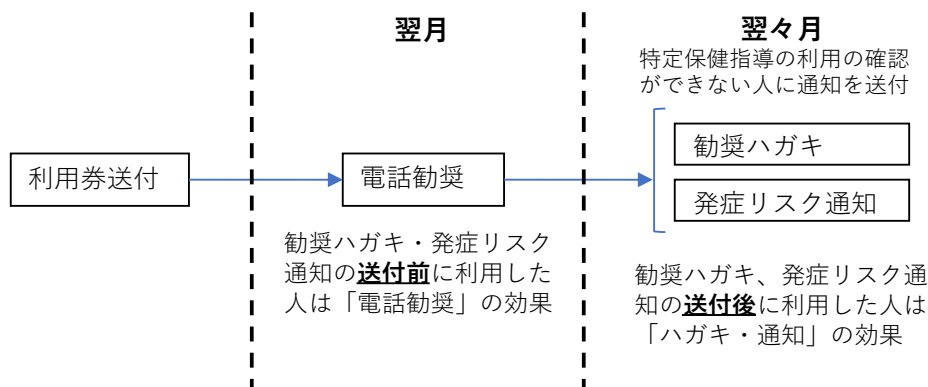 翌月
翌々月
特定保健指導の利用の確認
ができない人に通知を送付
利用券送付
電話勧奨
勧奨ハガキ
発症リスク通知
勧奨ハガキ・発症リスク
通知の送付前に利用した
人は「電話勧奨」の効果
勧奨ハガキ、発症リスク通
知の送付後に利用した人は
「ハガキ・通知」の効果